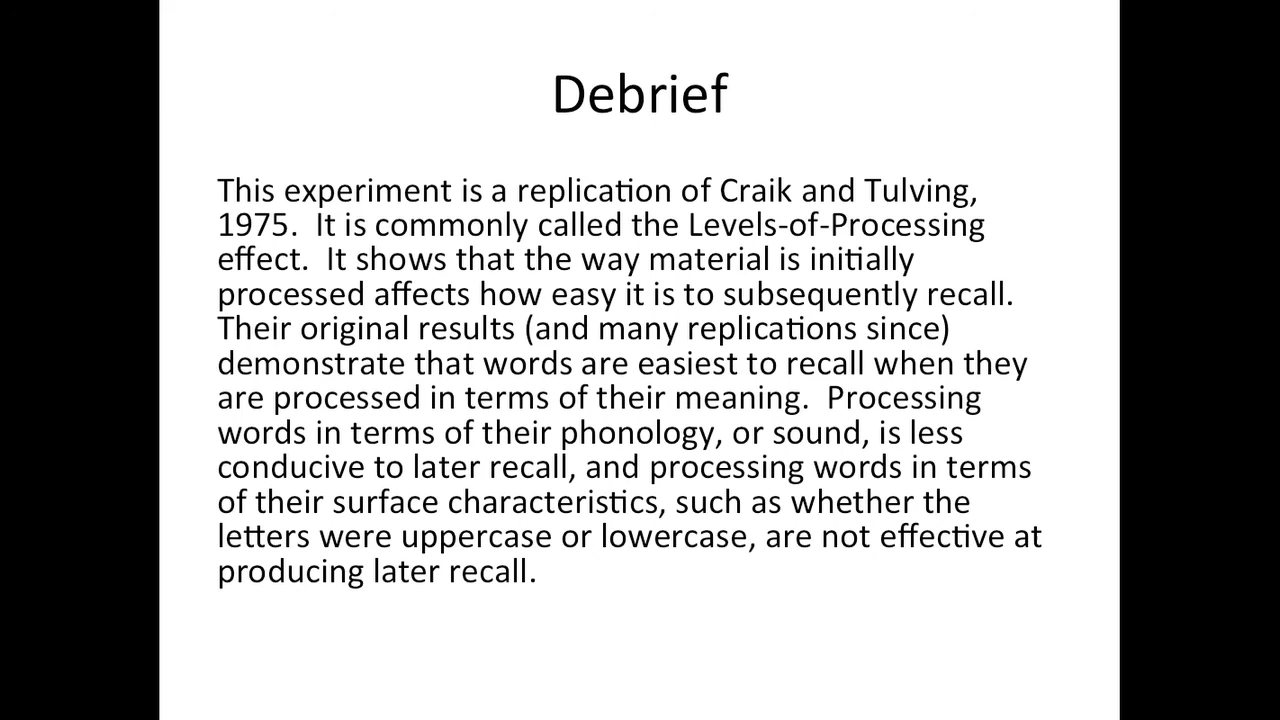 Debrief
This experiment is a replication of Craik and Tulving,
1975.  It is commonly called the Levels-of-Processing
effect.  It shows that the way material is initially
processed affects how easy it is to subsequently recall.
Their original results (and many replications since)
demonstrate that words are easiest to recall when they
are processed in terms of their meaning.  Processing
words in terms of their phonology, or sound, is less
conducive to later recall, and processing words in terms
of their surface characteristics, such as whether the
letters were uppercase or lowercase, are not effective at
producing later recall.